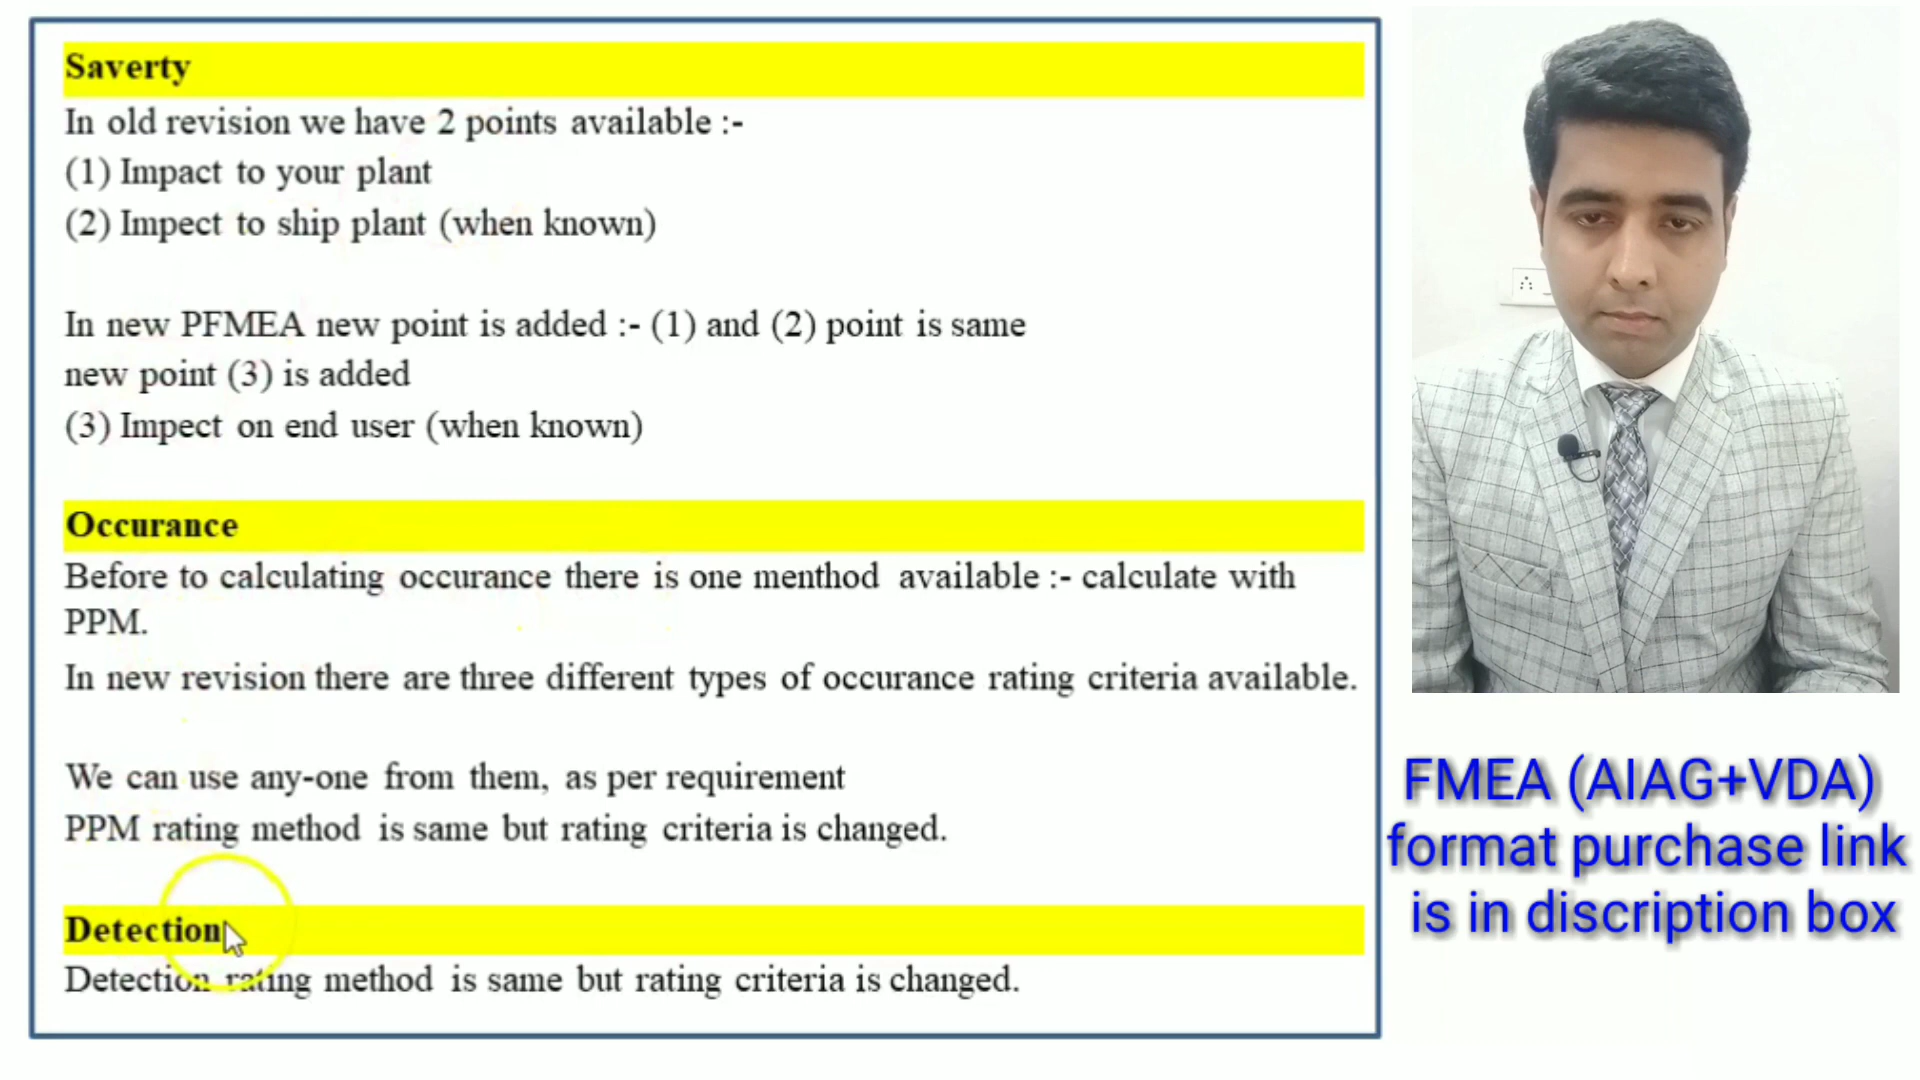 Saverty
In old revision we have 2 points available :-
(1) Impact to your plant
(2) Impect to ship plant (when known)
In new PFMEA new point is added :- (1) and (2) point is same
new point (3) is added
(3) Impect on end user (when known)
Occurance
Before to calculating occurance there is one menthod available :- calculate with
PPM.
In new revision there are three different types of occurance rating criteria available.
We can use any-one from them, as per requirement
PPM rating method is same but rating criteria is changed.
Detection
Detection rating method is same but rating criteria is changed.
FMEA (AIAG+VDA)
format purchase link
is in discription box